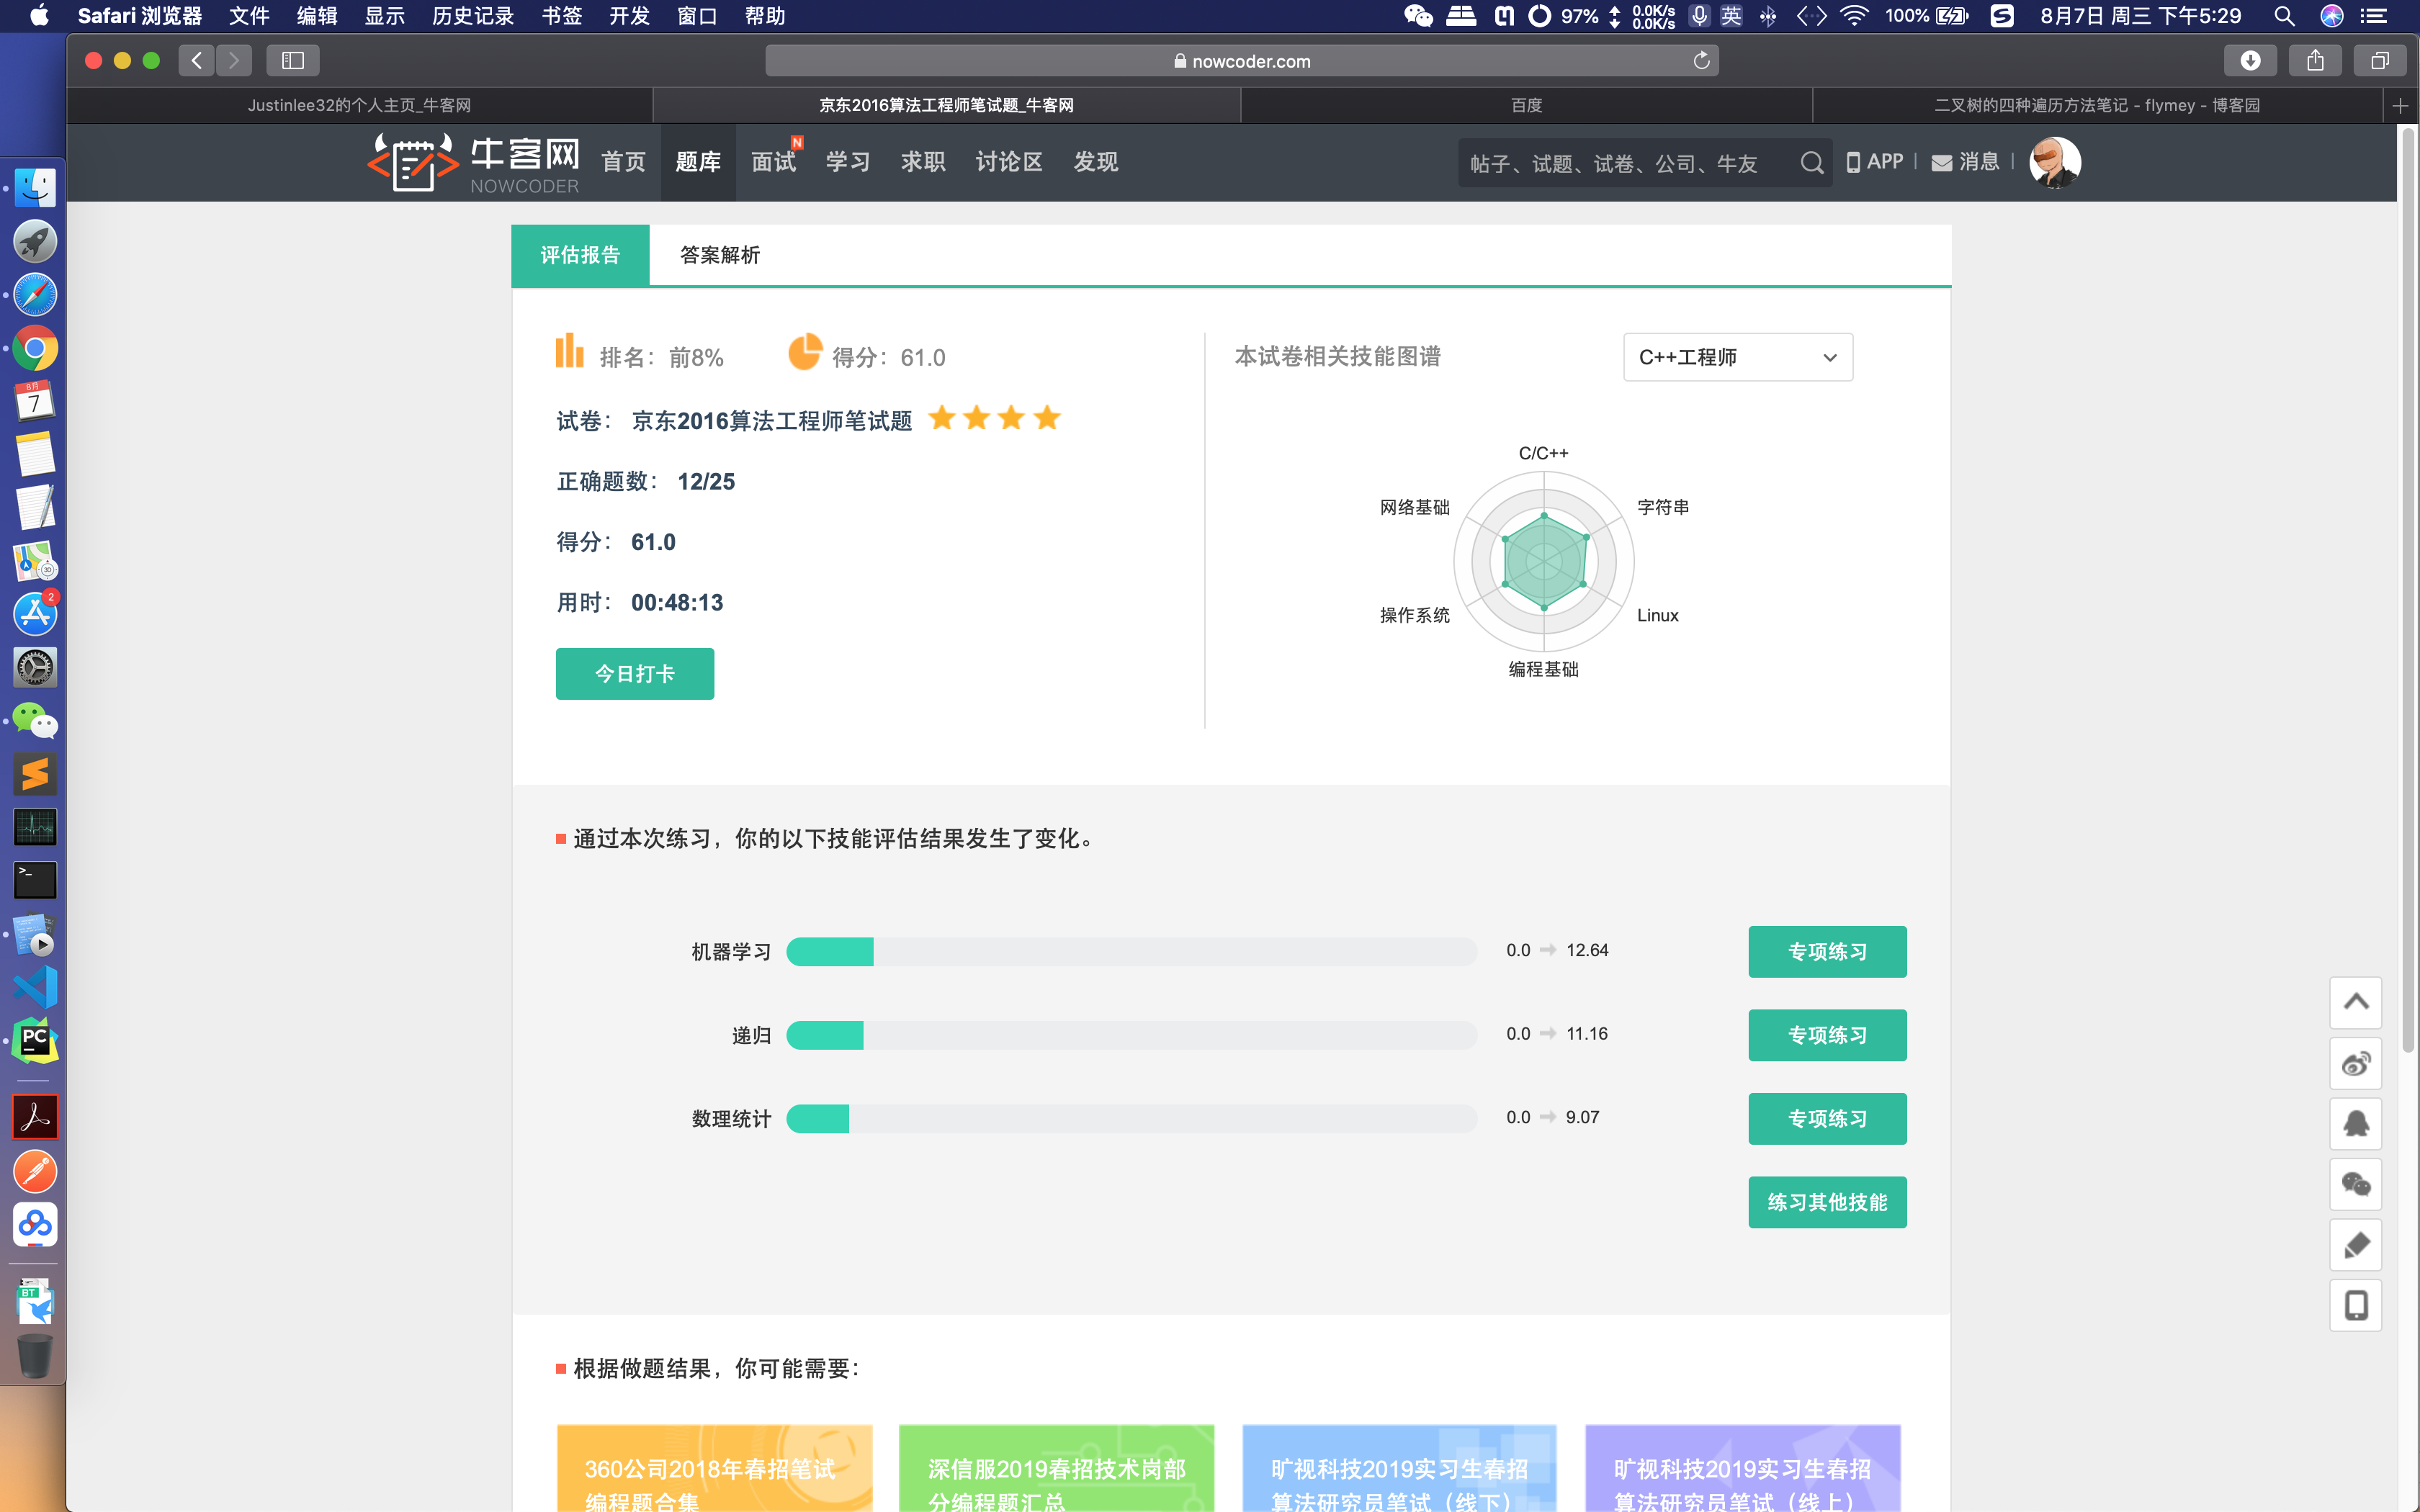 Safari 浏览器 文件 编辑 显示 历史记录 书签 开发 窗口 帮助
97% 0.0K/s 0.0K/s 英 100% 8月7日 周三 下午5:29
nowcoder.com
Justinlee32的个人主页_牛客网
京东2016算法工程师笔试题_牛客网
百度
二叉树的四种遍历方法笔记 - flymey - 博客园
牛客网
NOWCODER
首页 题库 面试 N 学习 求职 讨论区 发现
帖子、试题、试卷、公司、牛友
APP
消息
评估报告 答案解析
排名：前8% 得分：61.0
试卷： 京东2016算法工程师笔试题
正确题数： 12/25
得分： 61.0
用时： 00:48:13
今日打卡
本试卷相关技能图谱
C++工程师
C/C++
网络基础
字符串
操作系统
Linux
编程基础
通过本次练习，你的以下技能评估结果发生了变化。
机器学习 0.0 12.64 专项练习
递归 0.0 11.16 专项练习
数理统计 0.0 9.07 专项练习
练习其他技能
根据做题结果，你可能需要：
360公司2018年春招笔试
编程题合集
深信服2019春招技术岗部
分编程题汇总
旷视科技2019实习生春招
算法研究员笔试（线下）
旷视科技2019实习生春招
算法研究员笔试（线上）
8月
7
3D
2
>_
PC
BT